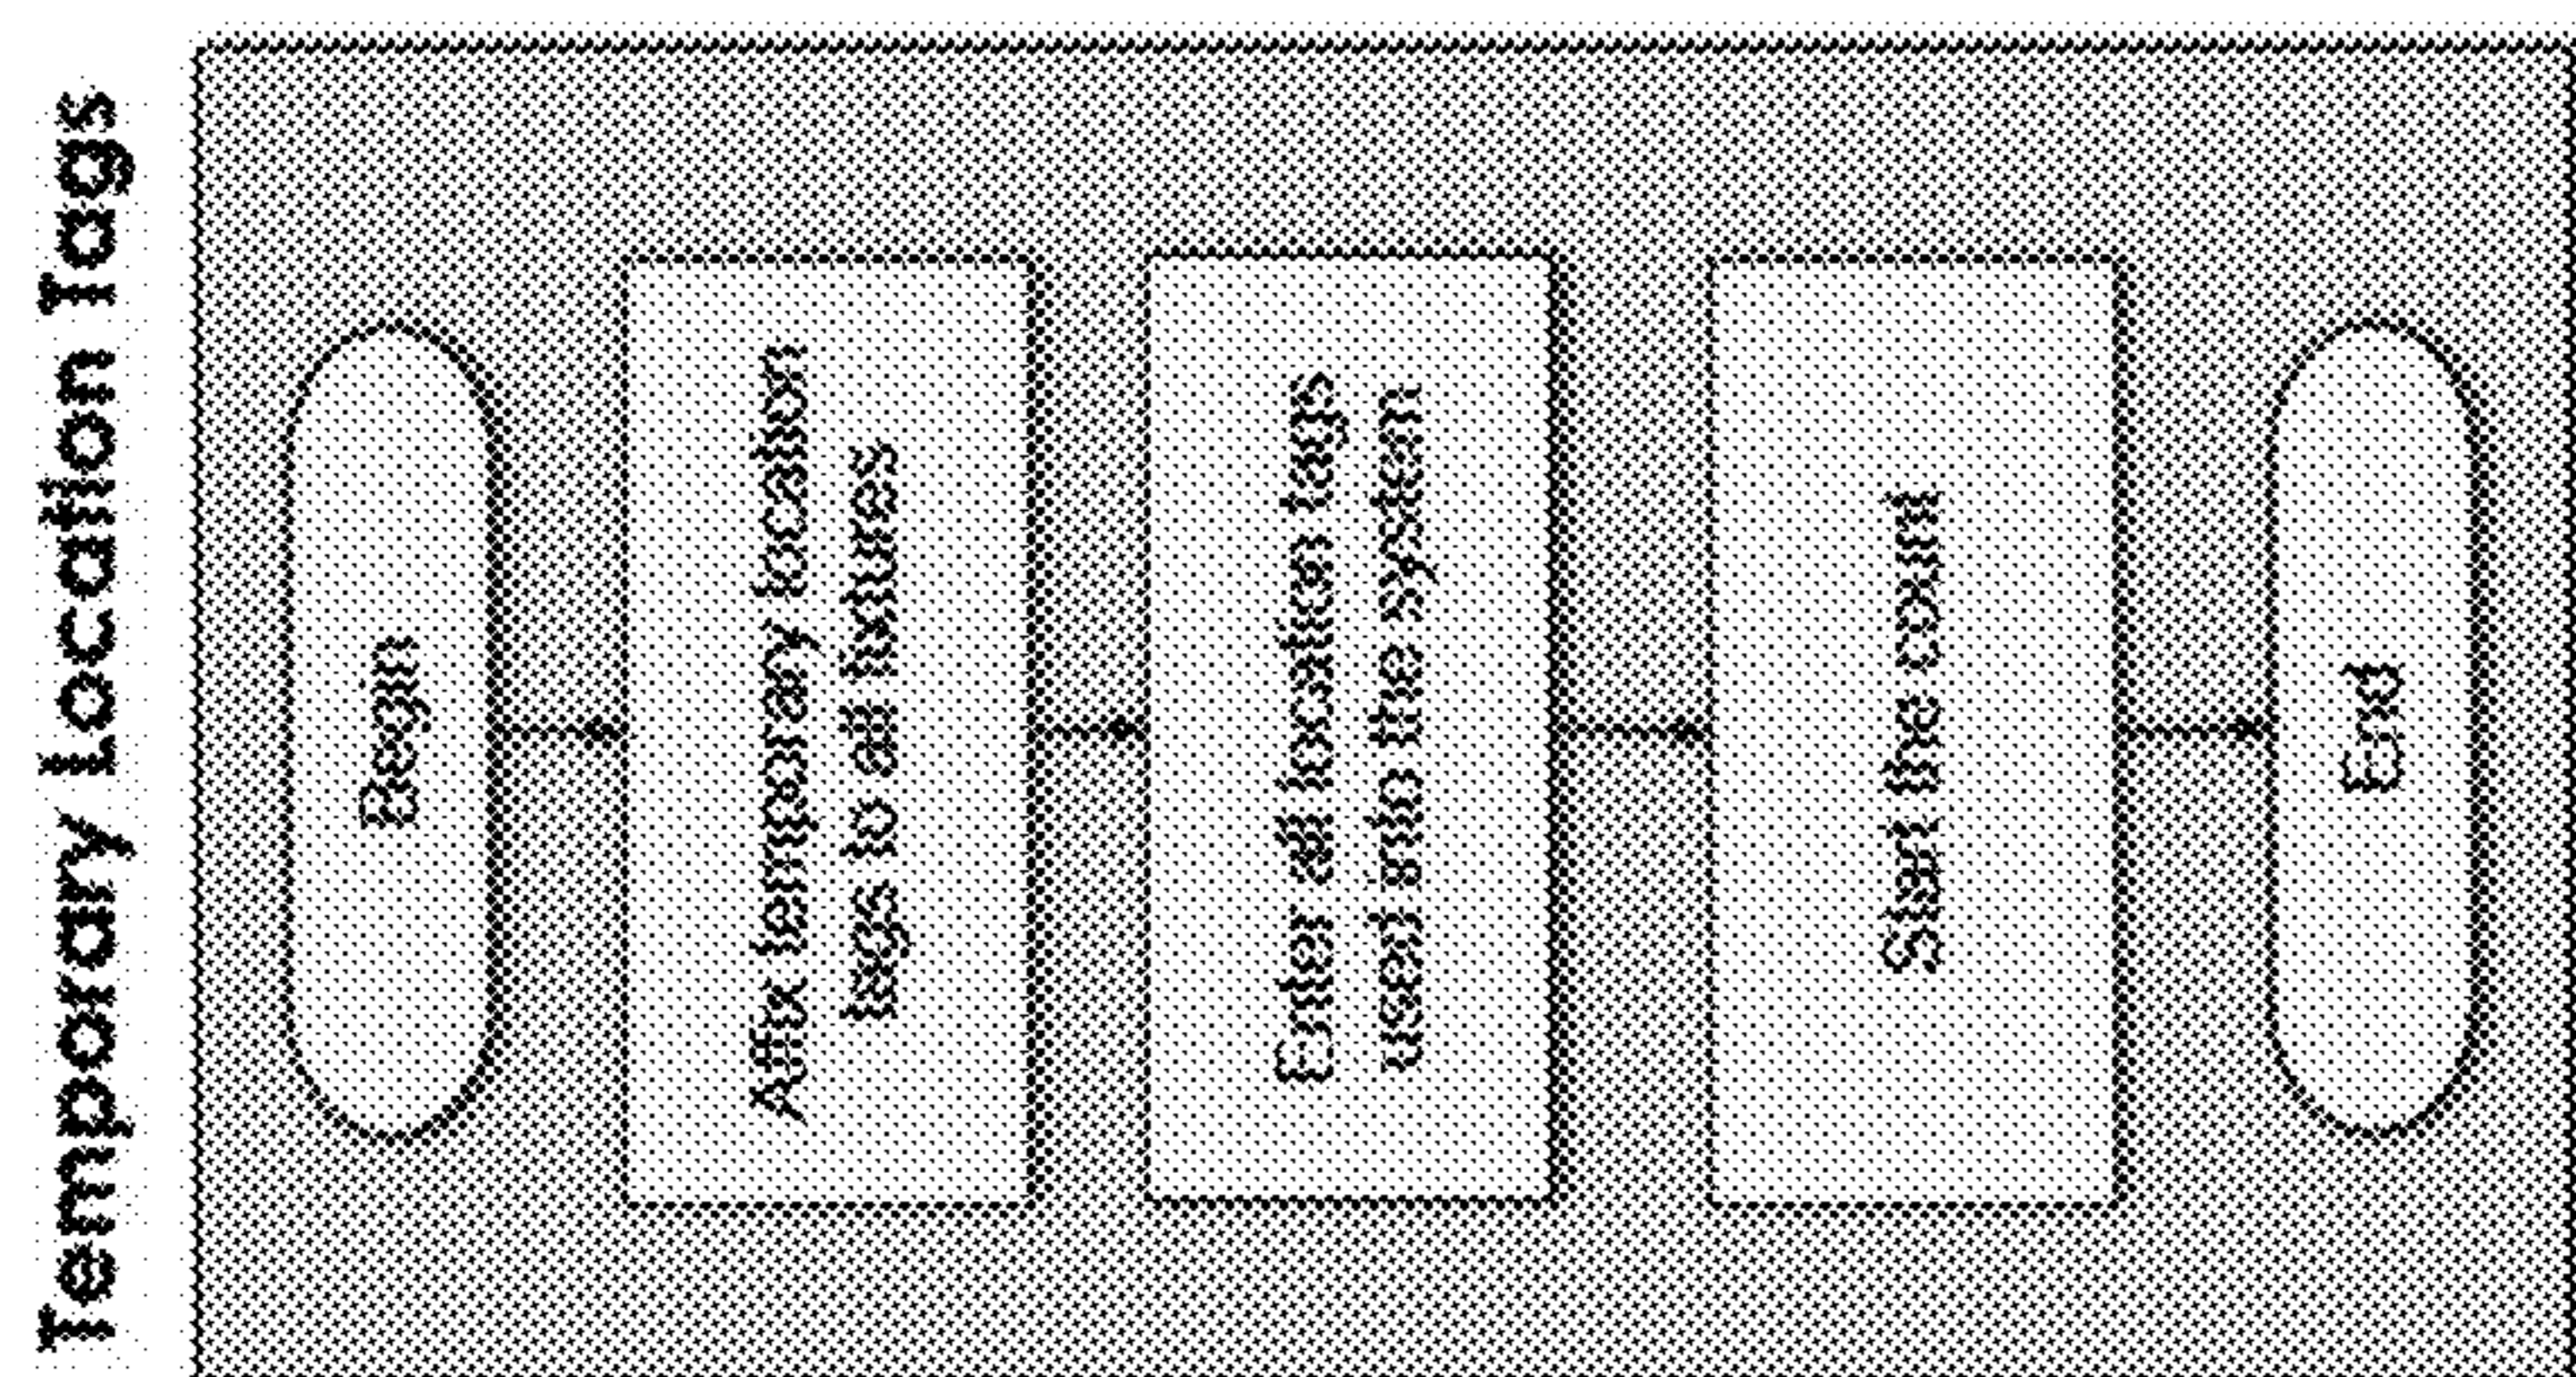 Temporary Location Tags
Begin
Affix temporary location
tags to all fixtures
Enter all location tags
used into the system
Start the count
End